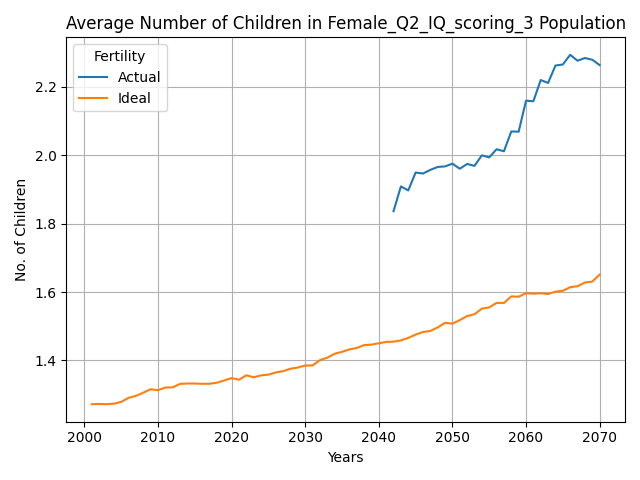 Average Number of Children in Female_Q2_IQ_scoring_3 Population
Fertility
Actual
Ideal
No. of Children
2.2
2.0
1.8
1.6
1.4
2000 2010 2020 2030 2040 2050 2060 2070
Years